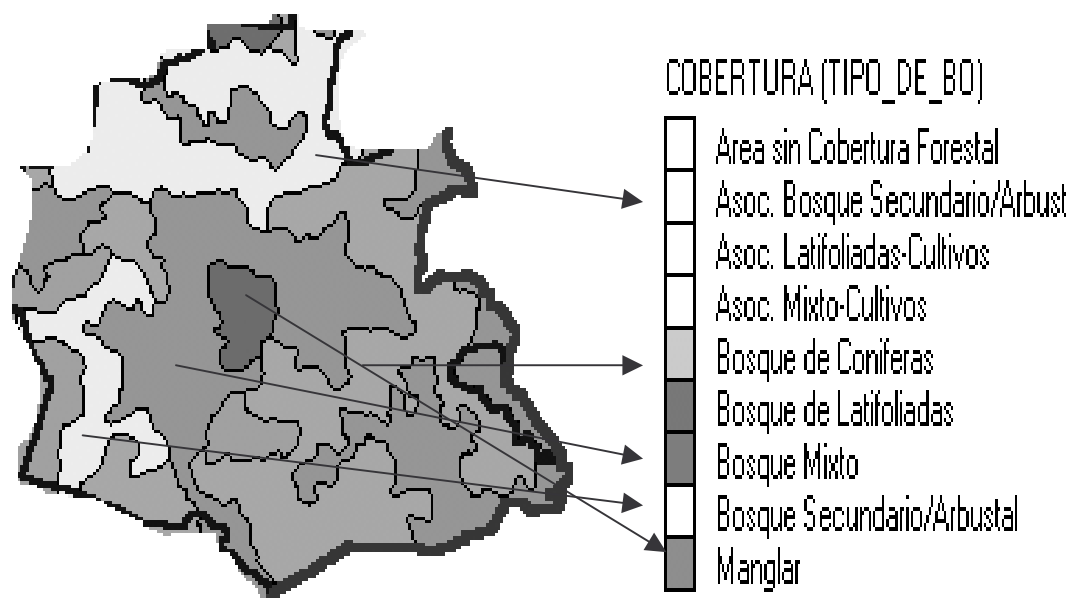 COBERTURA (TIPO_DE_BO)
Area sin Cobertura Forestal
Asoc. Bosque Secundario/Arbust
Asoc. Latifoliadas-Cultivos
Asoc. Mixto-Cultivos
Bosque de Coniferas
Bosque de Latifoliadas
Bosque Mixto
Bosque Secundario/Arbustal
Manglar